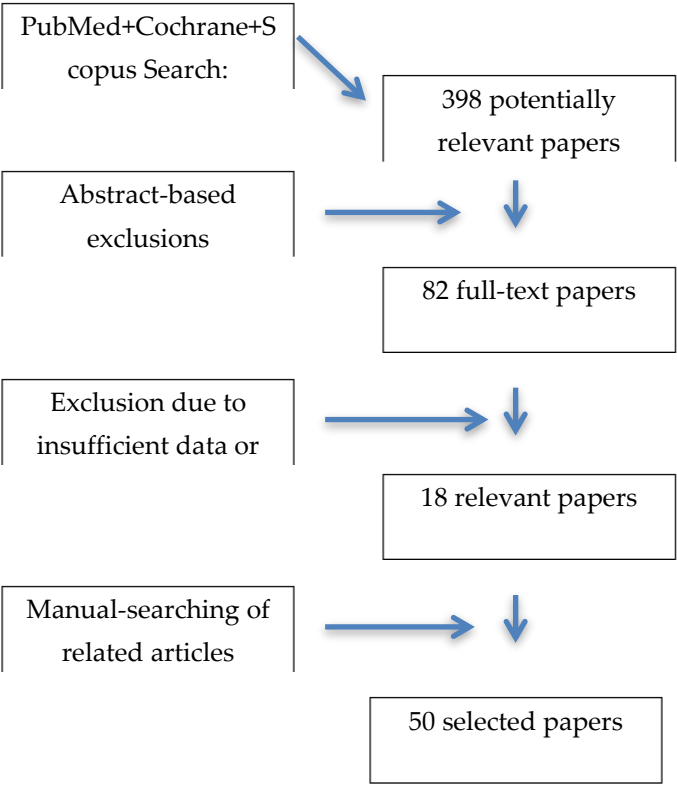 PubMed+Cochrane+S
copus Search:
398 potentially
relevant papers
Abstract-based
exclusions
82 full-text papers
Exclusion due to
insufficient data or
18 relevant papers
Manual-searching of
related articles
50 selected papers